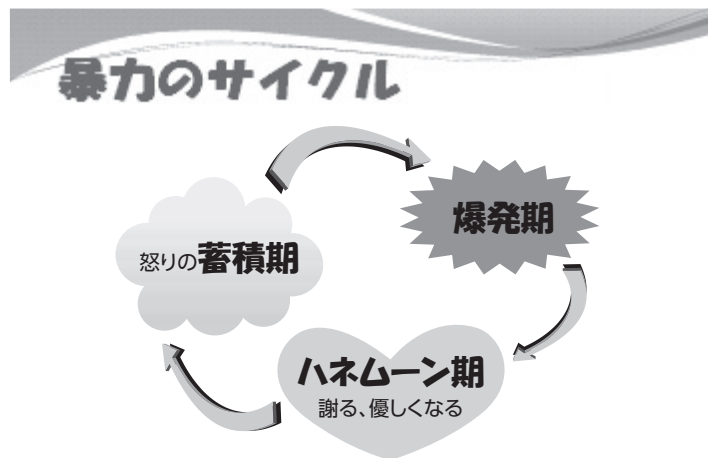 暴力のサイクル
爆発期
怒りの蓄積期
ハネムーン期
謝る、優しくなる